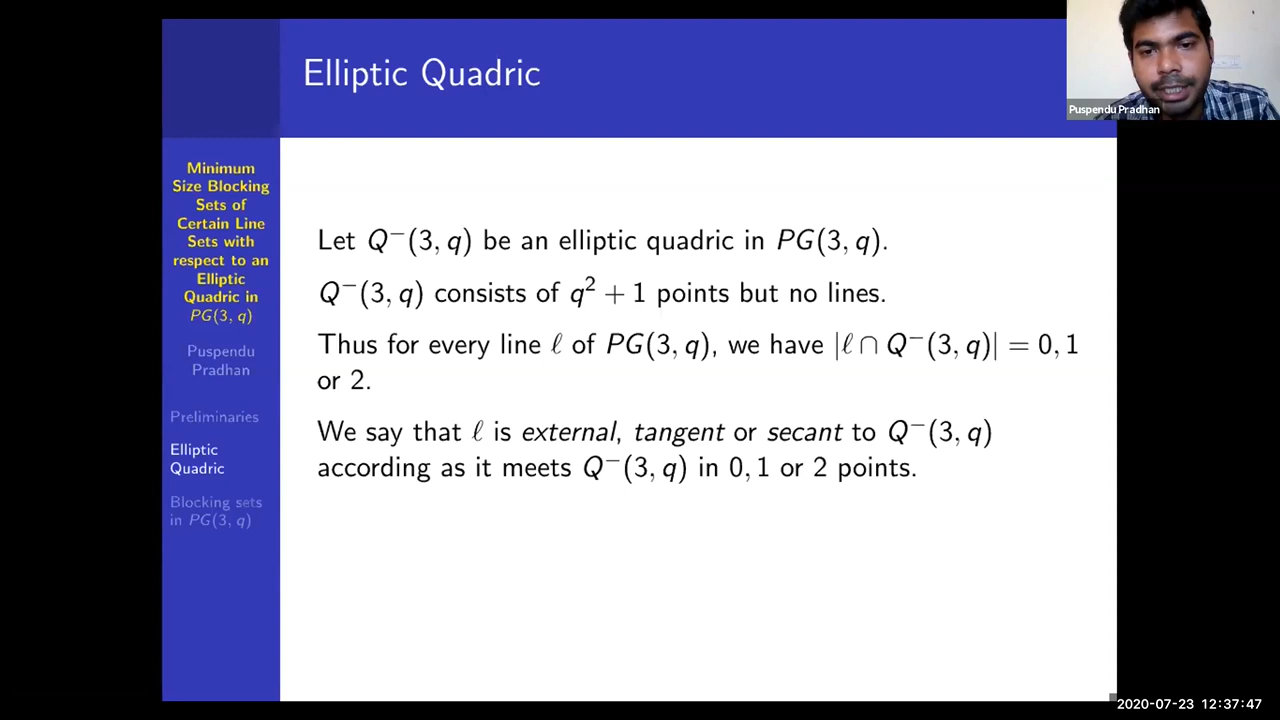 Elliptic Quadric
Puspendu Pradhan
Minimum
Size Blocking
Sets of
Certain Line
Sets with
respect to an
Elliptic
Quadric in
PG(3, q)
Puspendu
Pradhan
Preliminaries
Elliptic
Quadric
Blocking sets
in PG(3, q)
Let Q⁻(3, q) be an elliptic quadric in PG(3, q).
Q⁻(3, q) consists of q² + 1 points but no lines.
Thus for every line ℓ of PG(3, q), we have |ℓ ∩ Q⁻(3, q)| = 0, 1
or 2.
We say that ℓ is external, tangent or secant to Q⁻(3, q)
according as it meets Q⁻(3, q) in 0, 1 or 2 points.
2020-07-23 12:37:47